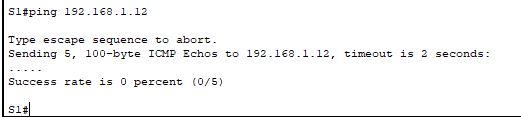 S1#ping 192.168.1.12
Type escape sequence to abort.
Sending 5, 100-byte ICMP Echos to 192.168.1.12, timeout is 2 seconds:
.....
Success rate is 0 percent (0/5)
S1#